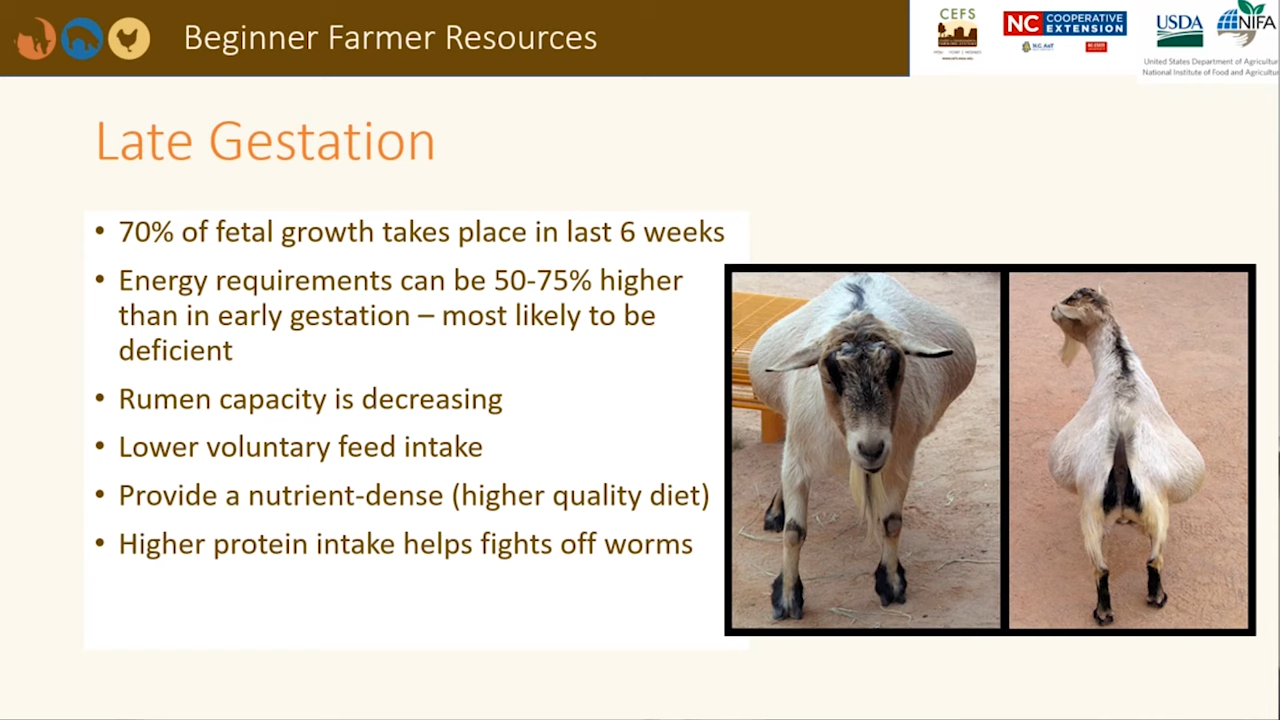 Beginner Farmer Resources
CEFS
NC COOPERATIVE
EXTENSION
USDA
NIFA
United States Department of Agricultur
National Institute of Food and Agricultur
Late Gestation
• 70% of fetal growth takes place in last 6 weeks
• Energy requirements can be 50-75% higher
than in early gestation – most likely to be
deficient
• Rumen capacity is decreasing
• Lower voluntary feed intake
• Provide a nutrient-dense (higher quality diet)
• Higher protein intake helps fights off worms